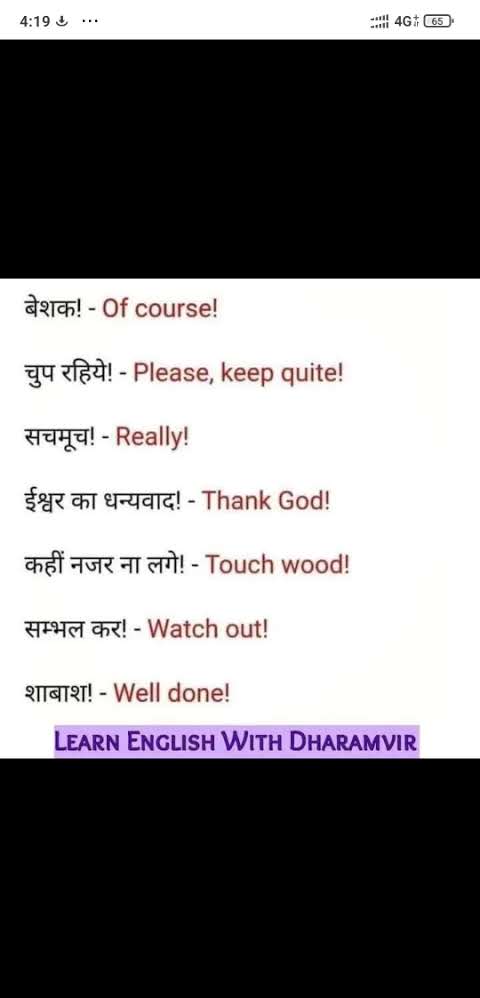 4:19 ...
4G 65
बेशक! - Of course!
चुप रहिये! - Please, keep quite!
सचमूच! - Really!
ईश्वर का धन्यवाद! - Thank God!
कहीं नजर ना लगे! - Touch wood!
सम्भल कर! - Watch out!
शाबाश! - Well done!
LEARN ENGLISH WITH DHARAMVIR